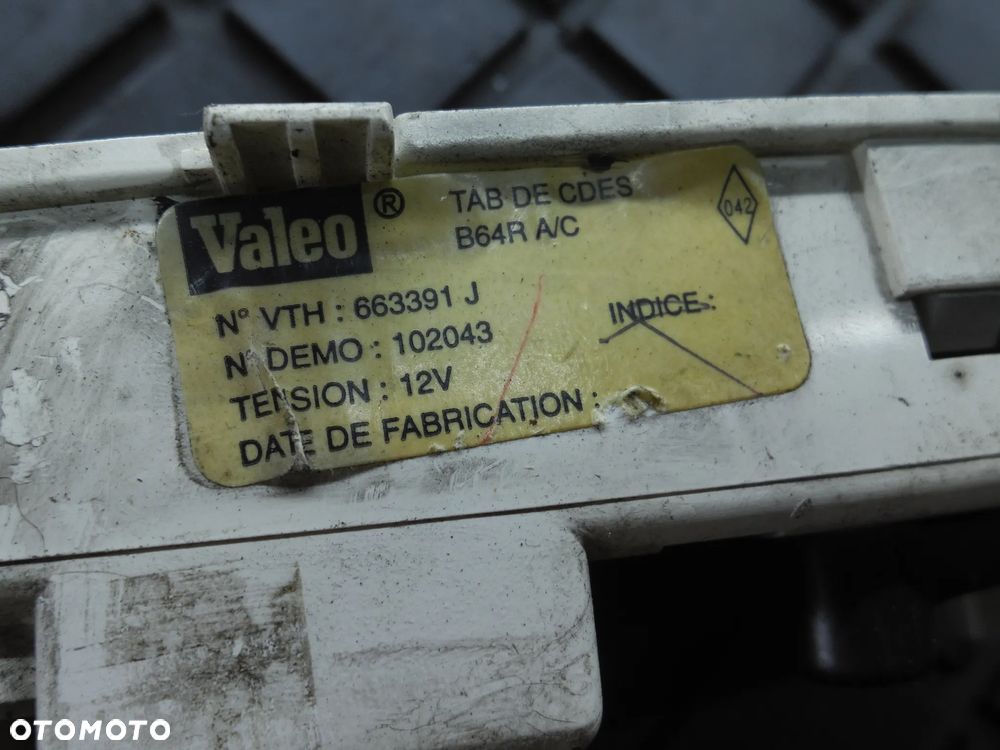 Valeo ®
TAB DE CDES
B64R A/C
042
N° VTH : 663391 J
N° DEMO : 102043
INDICE :
TENSION : 12V
DATE DE FABRICATION :
OTOMOTO